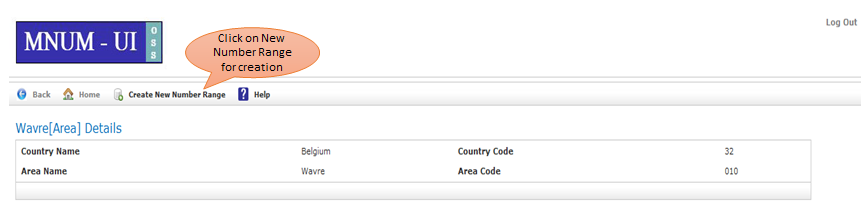 Log Out
MNUM - UI
OSS
Click on New
Number Range
for creation
Back Home Create New Number Range ? Help
Wavre[Area] Details
Country Name Belgium Country Code 32
Area Name Wavre Area Code 010